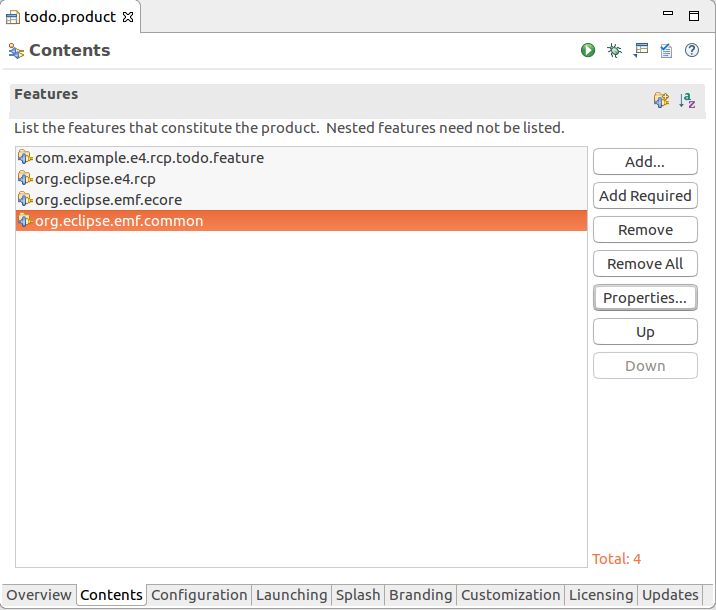 todo.product
Contents
Features
List the features that constitute the product. Nested features need not be listed.
com.example.e4.rcp.todo.feature
org.eclipse.e4.rcp
org.eclipse.emf.ecore
org.eclipse.emf.common
Add...
Add Required
Remove
Remove All
Properties...
Up
Down
Total: 4
Overview Contents Configuration Launching Splash Branding Customization Licensing Updates